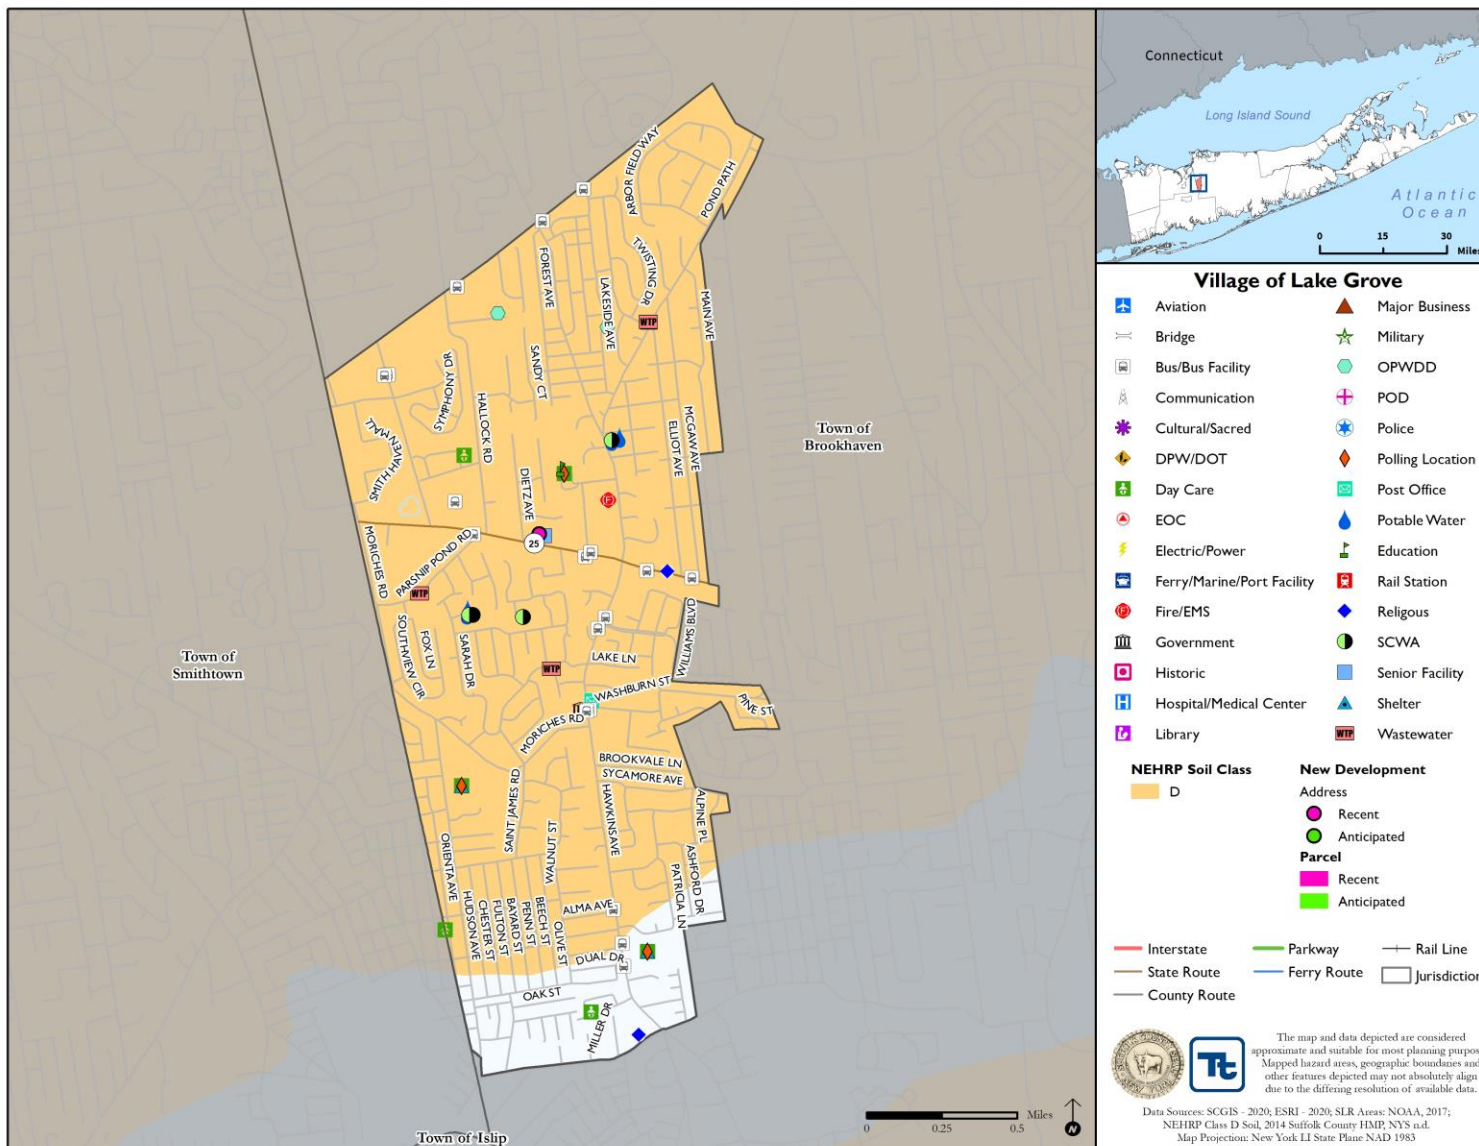 ARBOR FIELD WAY
POND PATH
FOREST AVE
TWISTING DR
LAKESIDE AVE
MAIN AVE
WTP
SANDY CT
SYMPHONY DR
HALLOCK RD
SMITH HAVEN MALL
MCGAW AVE
ELLIOT AVE
Town of
Brookhaven
DIETZ AVE
25
MORICHES RD
PARSNIP POND RD
WTP
SOUTHVIEW CIR
FOX LN
SARAH DR
WILLIAMS BLVD
LAKE LN
WTP
Town of
Smithtown
WASHBURN ST
PINE ST
MORICHES RD
BROOKVALE LN
SYCAMORE AVE
SAINT JAMES RD
HAWKINS AVE
ALPINE PL
WALNUT ST
ORIENTA AVE
ASHFORD DR
PATRICIA LN
HUDSON AVE
CHESTER ST
FULTON ST
BAYARD ST
PENN ST
BEECH ST
OLIVE ST
ALMA AVE
DUAL DR
OAK ST
MILLER DR
Town of Islip
Miles
0 0.25 0.5
N
Connecticut
Long Island Sound
Atlantic
Ocean
0 15 30
Miles
Village of Lake Grove
Aviation
Major Business
Bridge
Military
Bus/Bus Facility
OPWDD
Communication
POD
Cultural/Sacred
Police
DPW/DOT
Polling Location
Day Care
Post Office
EOC
Potable Water
Electric/Power
Education
Ferry/Marine/Port Facility
Rail Station
F Fire/EMS
Religous
Government
SCWA
Historic
Senior Facility
H Hospital/Medical Center
Shelter
Library
WTP Wastewater
NEHRP Soil Class
D
New Development
Address
Recent
Anticipated
Parcel
Recent
Anticipated
Interstate
Parkway
Rail Line
State Route
Ferry Route
Jurisdiction
County Route
Tt
The map and data depicted are considered
approximate and suitable for most planning purpos
Mapped hazard areas, geographic boundaries and
other features depicted may not absolutely align
due to the differing resolution of available data.
Data Sources: SCGIS - 2020; ESRI - 2020; SLR Areas: NOAA, 2017;
NEHRP Class D Soil, 2014 Suffolk County HMP, NYS n.d.
Map Projection: New York LI State Plane NAD 1983